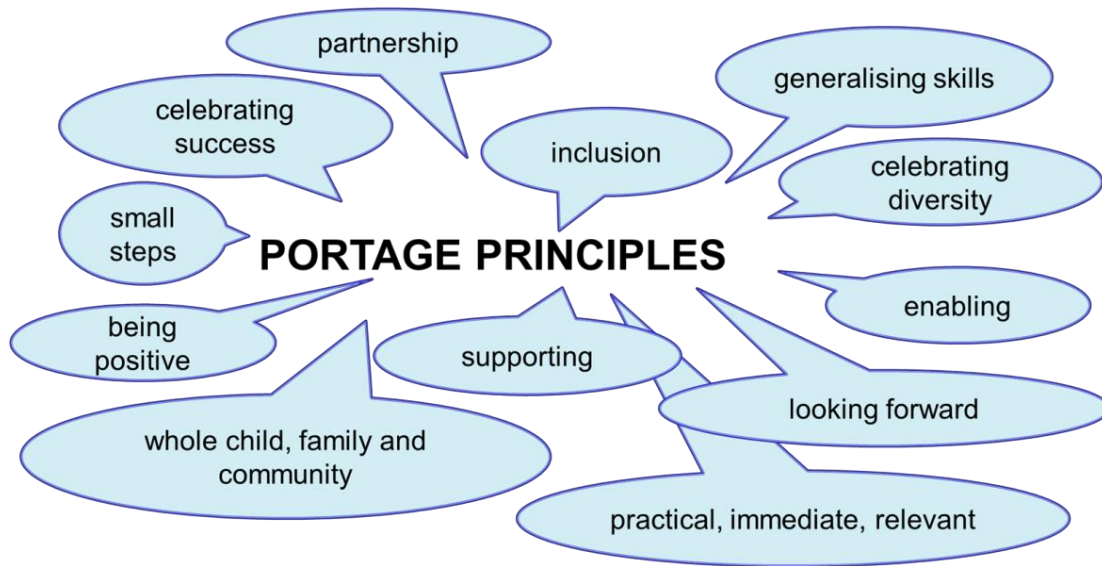 partnership
generalising skills
celebrating
success
inclusion
celebrating
diversity
small
steps
PORTAGE PRINCIPLES
enabling
being
positive
supporting
looking forward
whole child, family and
community
practical, immediate, relevant